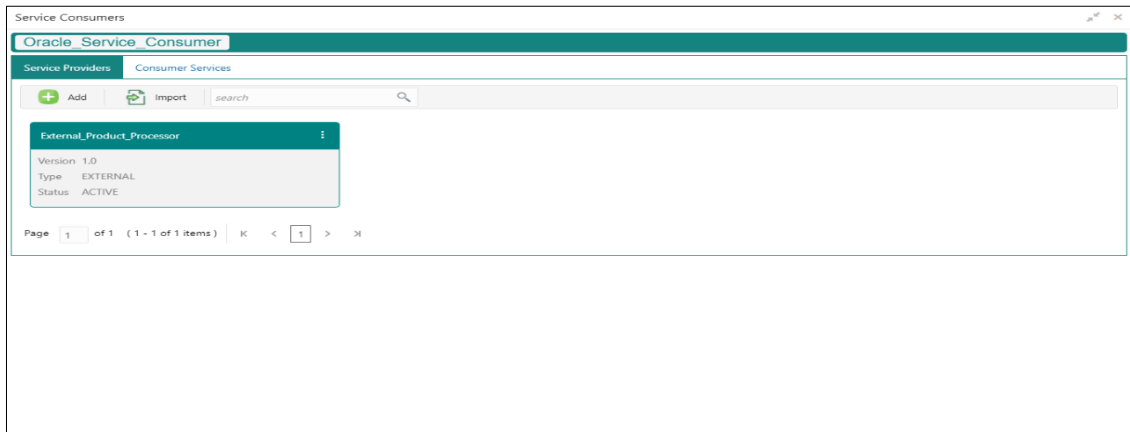 Service Consumers
Oracle_Service_Consumer
Service Providers Consumer Services
Add Import search
External_Product_Processor
Version 1.0
Type EXTERNAL
Status ACTIVE
Page 1 of 1 (1 - 1 of 1 items) K < 1 > >|